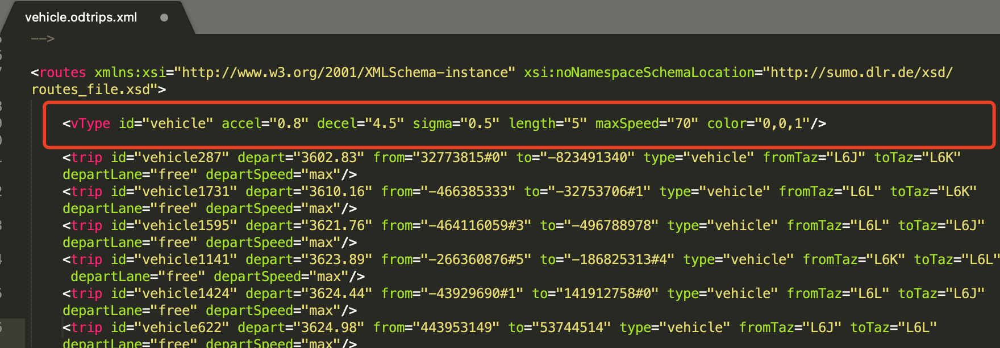 vehicle.odtrips.xml
-->
<routes xmlns:xsi="http://www.w3.org/2001/XMLSchema-instance" xsi:noNamespaceSchemaLocation="http://sumo.dlr.de/xsd/
routes_file.xsd">
<vType id="vehicle" accel="0.8" decel="4.5" sigma="0.5" length="5" maxSpeed="70" color="0,0,1"/>
<trip id="vehicle287" depart="3602.83" from="32773815#0" to="-823491340" type="vehicle" fromTaz="L6J" toTaz="L6K"
departLane="free" departSpeed="max"/>
<trip id="vehicle1731" depart="3610.16" from="-466385333" to="-32753706#1" type="vehicle" fromTaz="L6L" toTaz="L6K"
departLane="free" departSpeed="max"/>
<trip id="vehicle1595" depart="3621.76" from="-464116059#3" to="-496788978" type="vehicle" fromTaz="L6L" toTaz="L6J"
departLane="free" departSpeed="max"/>
<trip id="vehicle1141" depart="3623.89" from="-266360876#5" to="-186825313#4" type="vehicle" fromTaz="L6K" toTaz="L6L"
departLane="free" departSpeed="max"/>
<trip id="vehicle1424" depart="3624.44" from="-43929690#1" to="141912758#0" type="vehicle" fromTaz="L6L" toTaz="L6J"
departLane="free" departSpeed="max"/>
<trip id="vehicle622" depart="3624.98" from="443953149" to="53744514" type="vehicle" fromTaz="L6J" toTaz="L6L"
departLane="free" departSpeed="max"/>